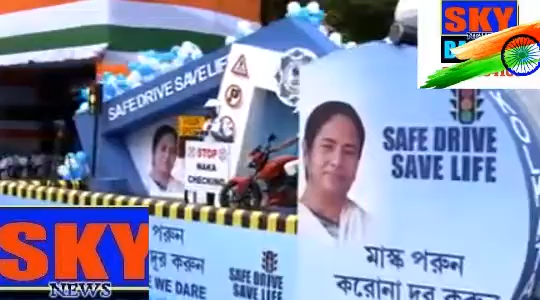 SKY
NEWS
SAFE DRIVE SAVE LIFE
STOP
NAKA
CHECKING
SAFE DRIVE
SAVE LIFE
মাস্ক পরুন
করোনা দূর করুন
SKY
NEWS
পরুন
দূর করুন
WE DARE
SAFE DRIVE
SAVE LIFE